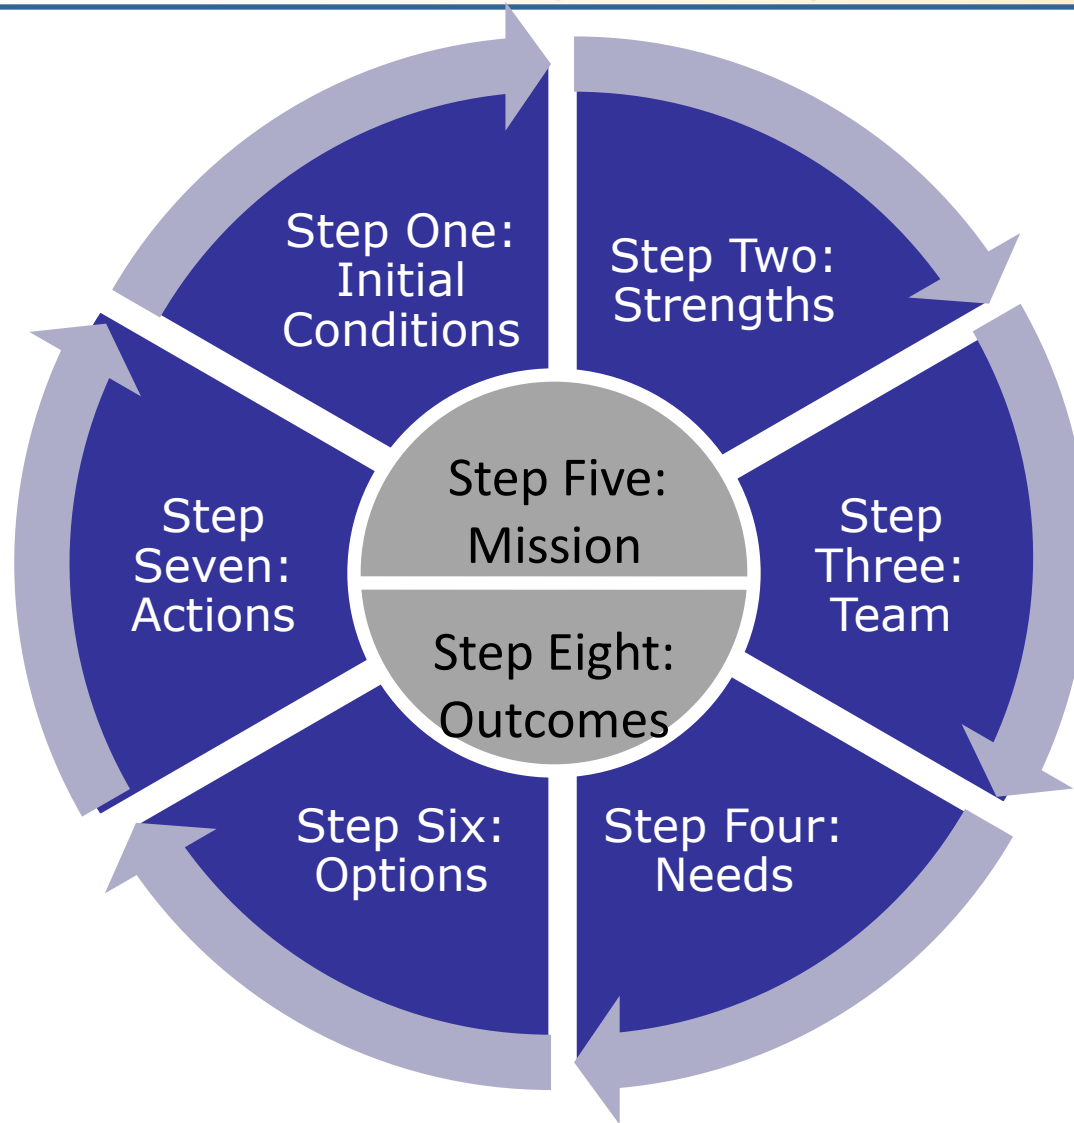 Step One:
Initial
Conditions
Step Two:
Strengths
Step
Three:
Team
Step Four:
Needs
Step Five:
Mission
Step Six:
Options
Step
Seven:
Actions
Step Eight:
Outcomes